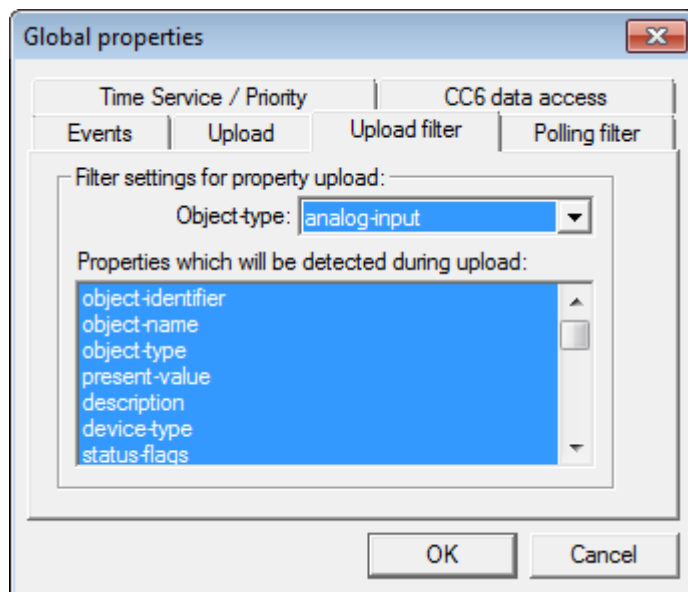 Global properties
Time Service / Priority
CC6 data access
Events
Upload
Upload filter
Polling filter
Filter settings for property upload:
Object-type: analog-input
Properties which will be detected during upload:
object-identifier
object-name
object-type
present-value
description
device-type
status-flags
OK
Cancel